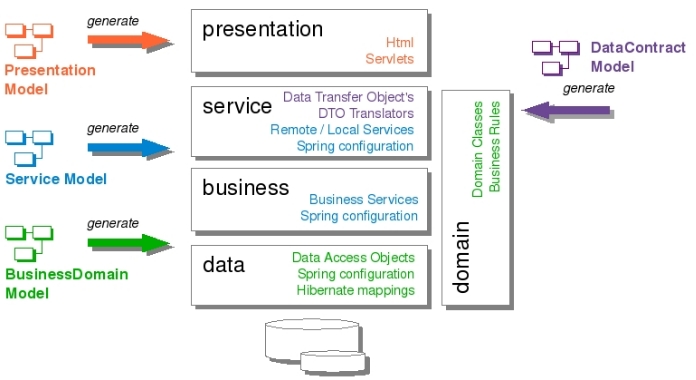 generate
Presentation
Model
presentation
Html
Servlets
DataContract
Model
generate
service
Data Transfer Object's
DTO Translators
Remote / Local Services
Spring configuration
generate
Service Model
business
Business Services
Spring configuration
generate
BusinessDomain
Model
data
Data Access Objects
Spring configuration
Hibernate mappings
domain
Domain Classes
Business Rules